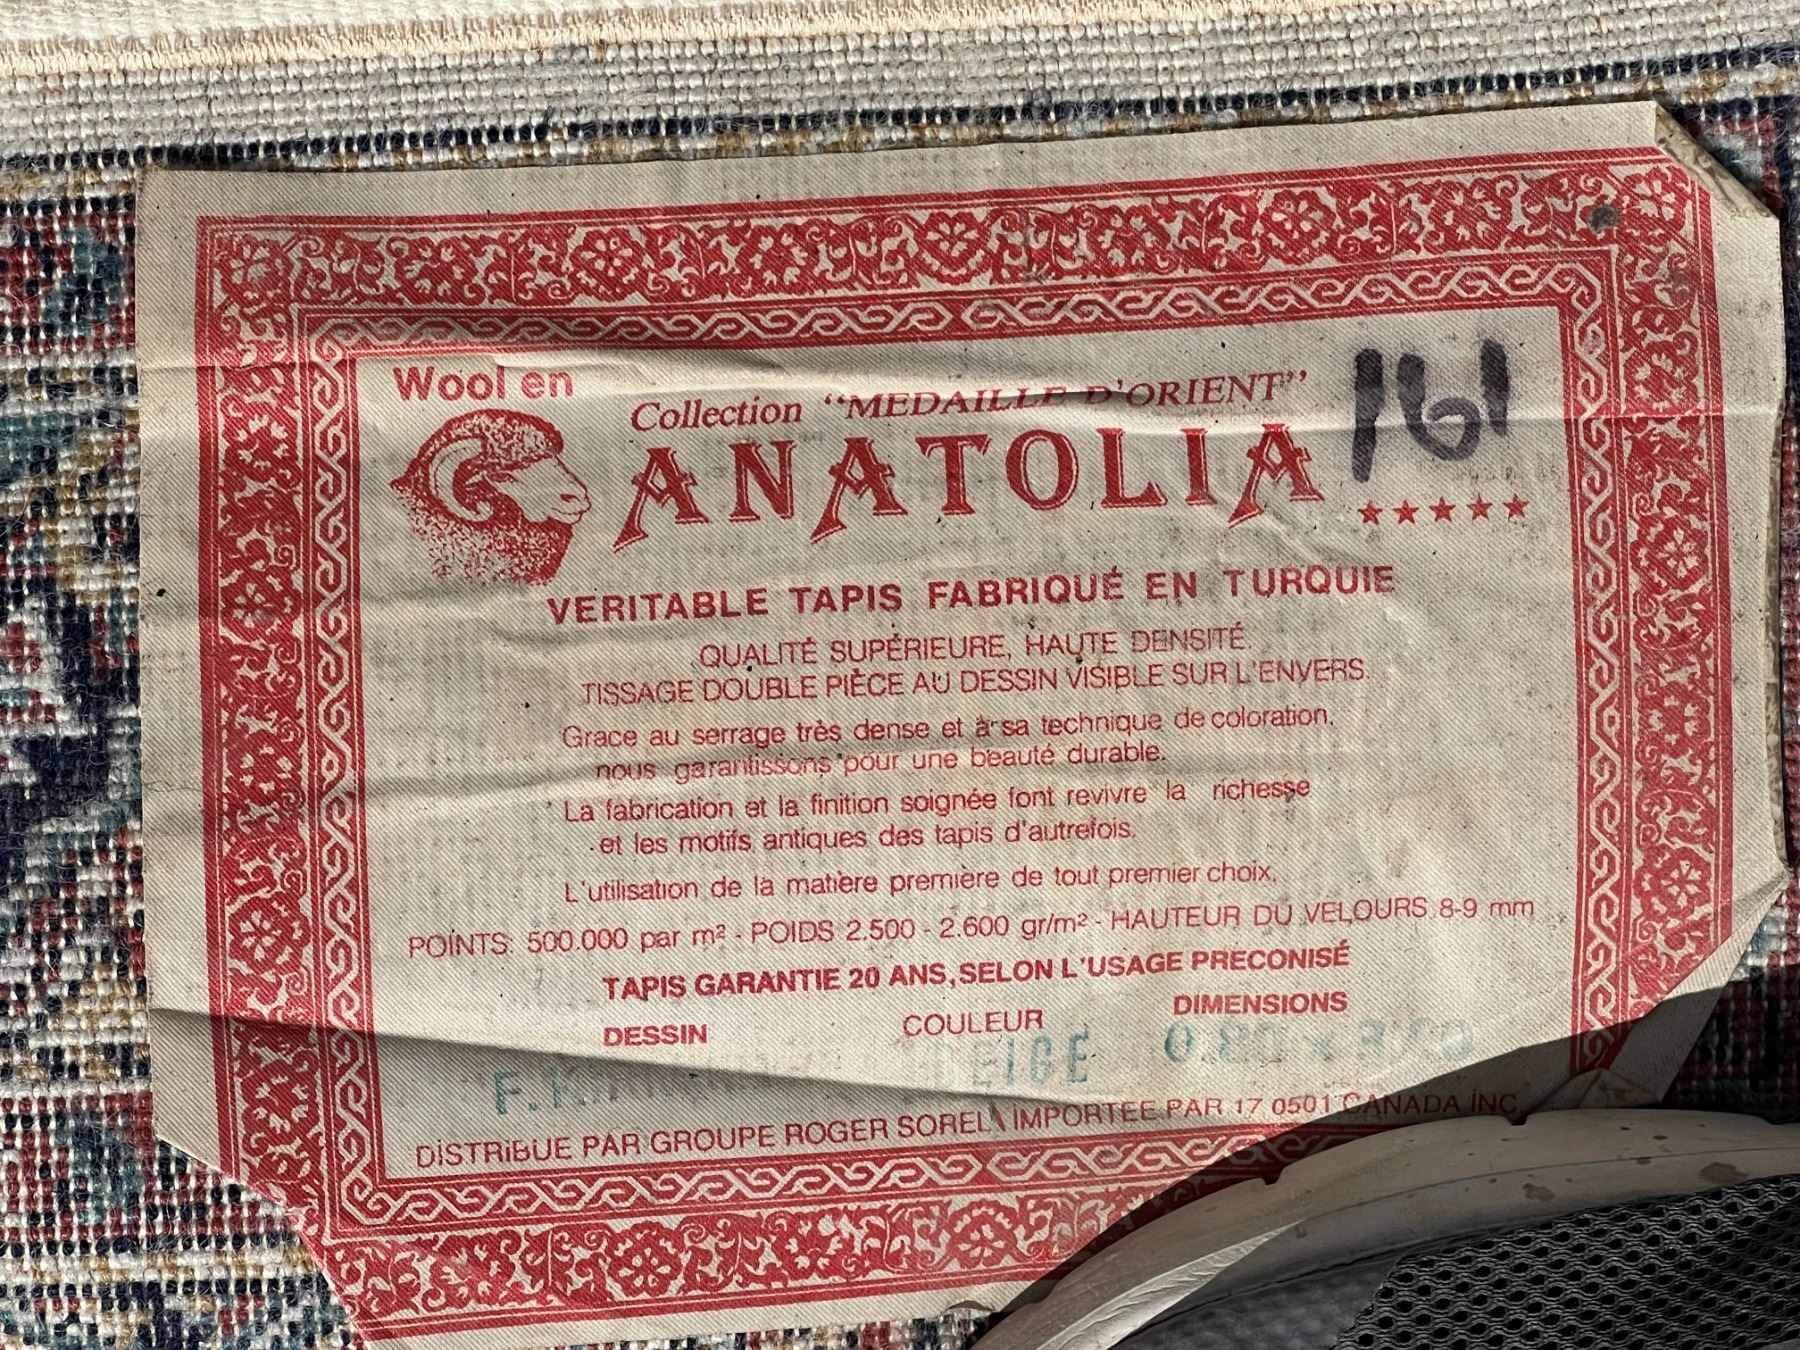 Wool en
Collection "MEDAILLE D'ORIENT"
161
ANATOLIA
VERITABLE TAPIS FABRIQUÉ EN TURQUIE
QUALITÉ SUPÉRIEURE, HAUTE DENSITÉ.
TISSAGE DOUBLE PIÈCE AU DESSIN VISIBLE SUR L'ENVERS.
Grace au serrage très dense et à sa technique de coloration.
nous garantissons pour une beauté durable.
La fabrication et la finition soignée font revivre la richesse
et les motifs antiques des tapis d'autrefois.
L'utilisation de la matière première de tout premier choix.
POINTS: 500.000 par m² - POIDS 2.500 - 2.600 gr/m² - HAUTEUR DU VELOURS 8-9 mm
TAPIS GARANTIE 20 ANS, SELON L'USAGE PRECONISÉ
DESSIN COULEUR DIMENSIONS
F.
DISTRIBUE PAR GROUPE ROGER SOREL \ IMPORTEE PAR 17 0501 CANADA INC